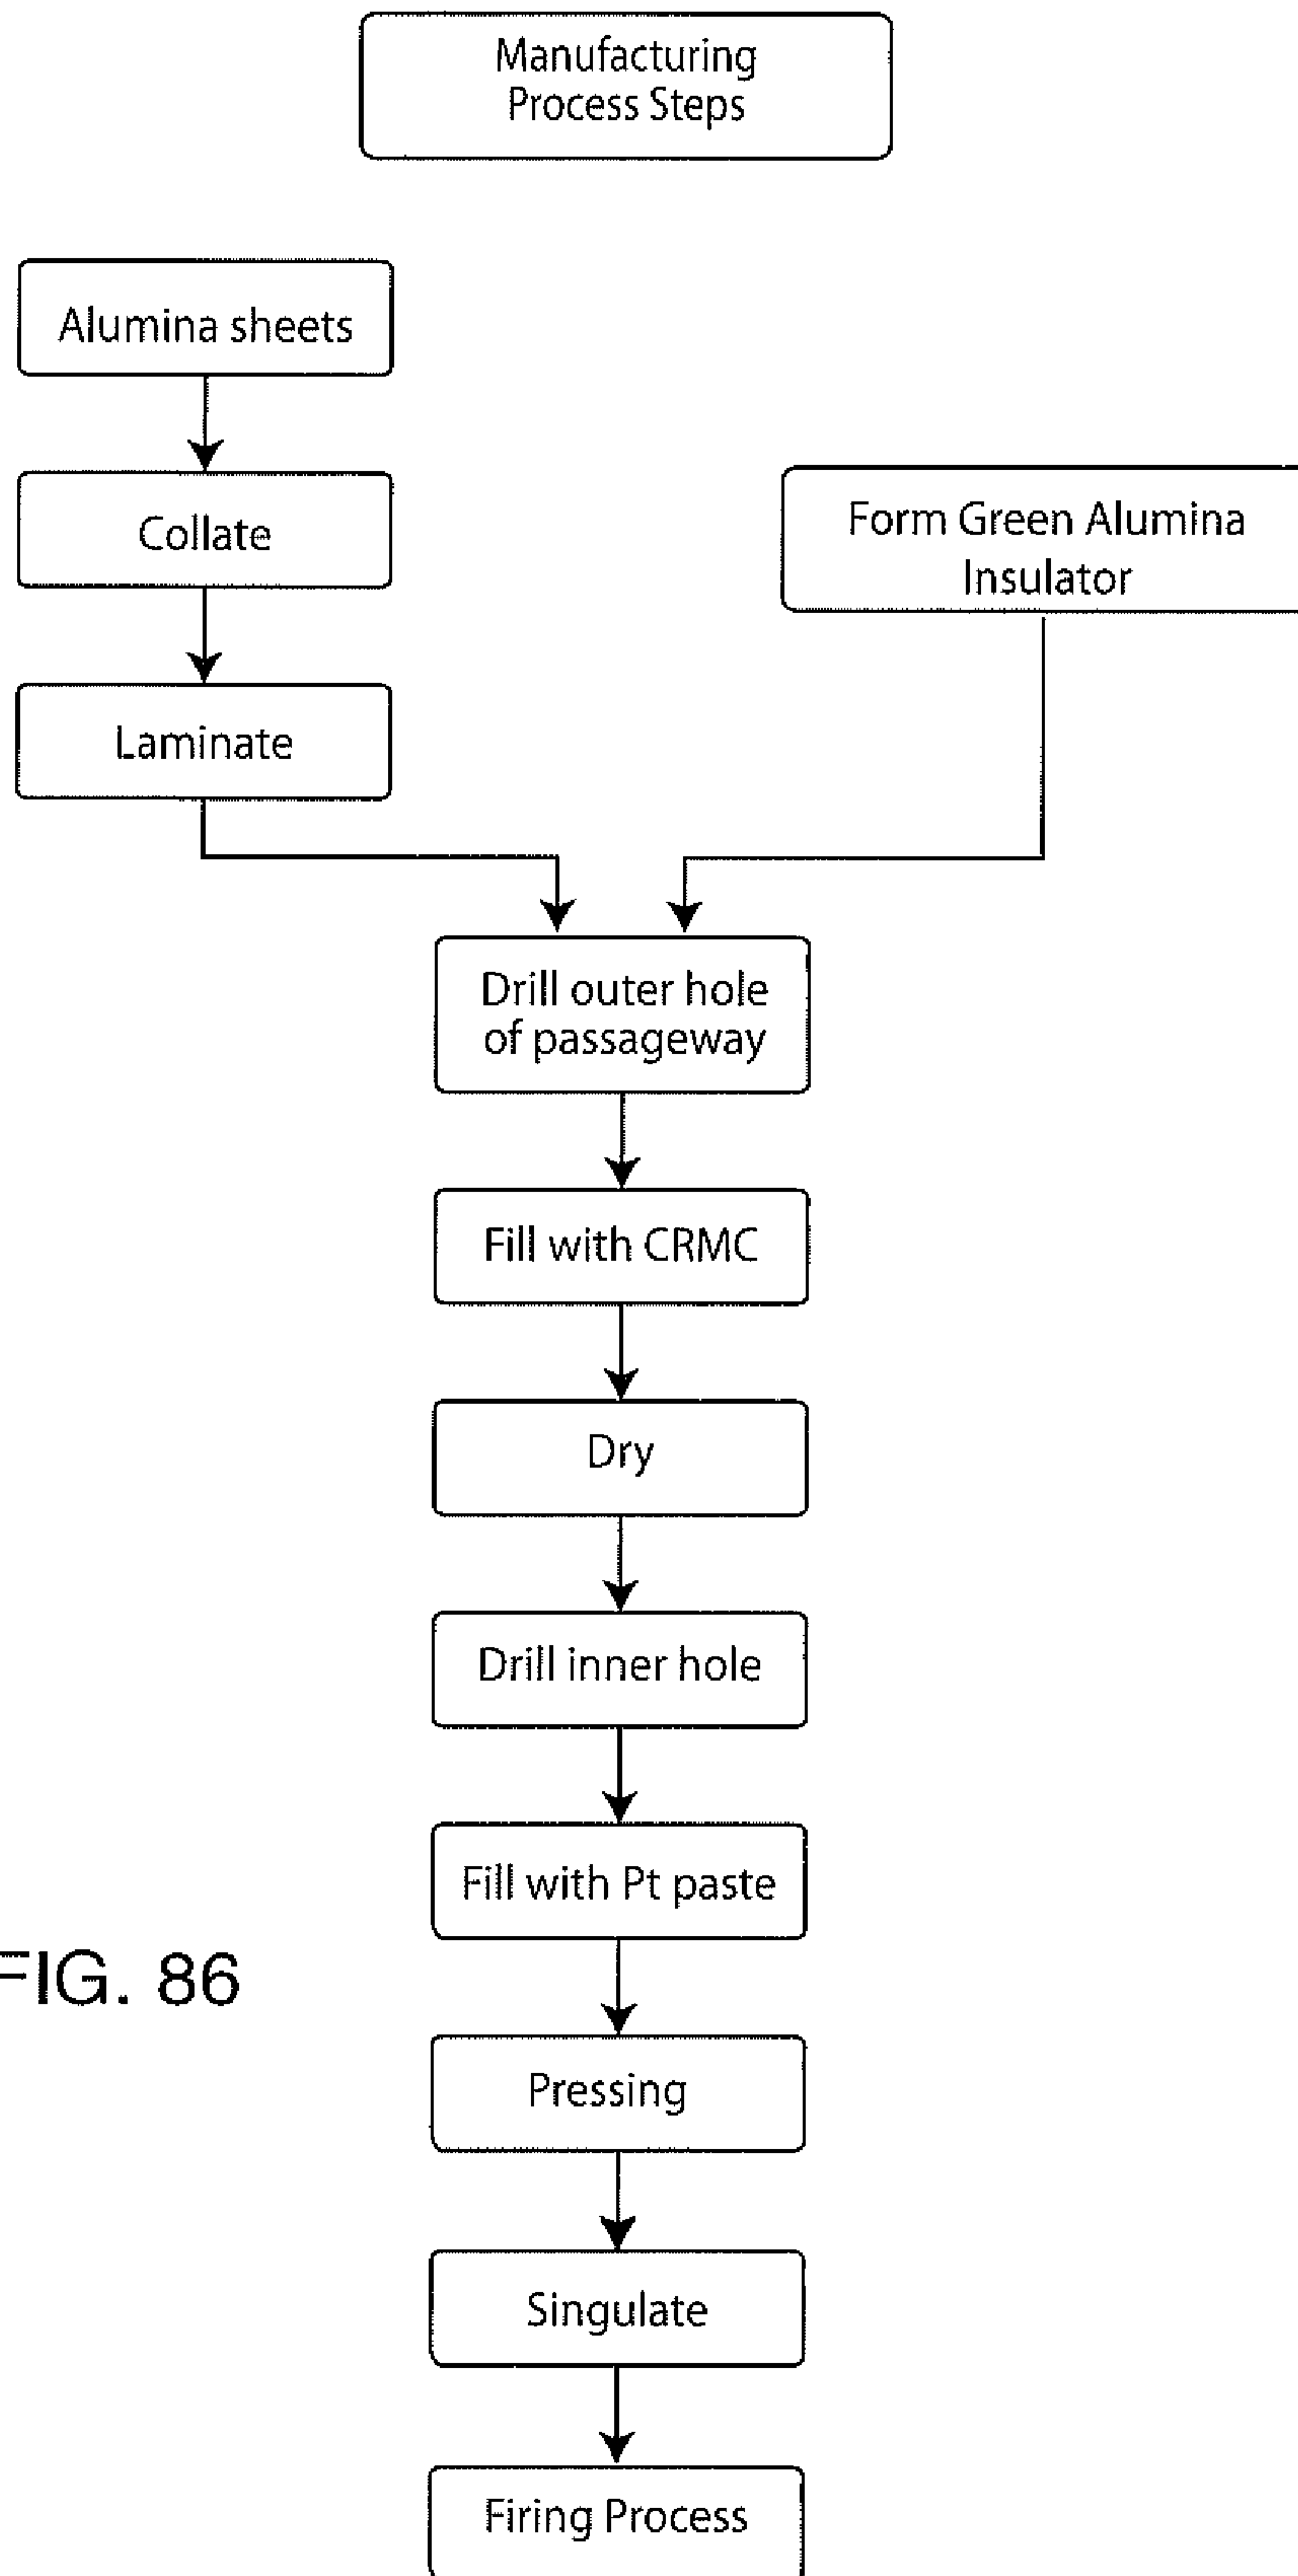 Manufacturing
Process Steps
Alumina sheets
Collate
Form Green Alumina
Insulator
Laminate
Drill outer hole
of passageway
Fill with CRMC
Dry
Drill inner hole
Fill with Pt paste
FIG. 86
Pressing
Singulate
Firing Process